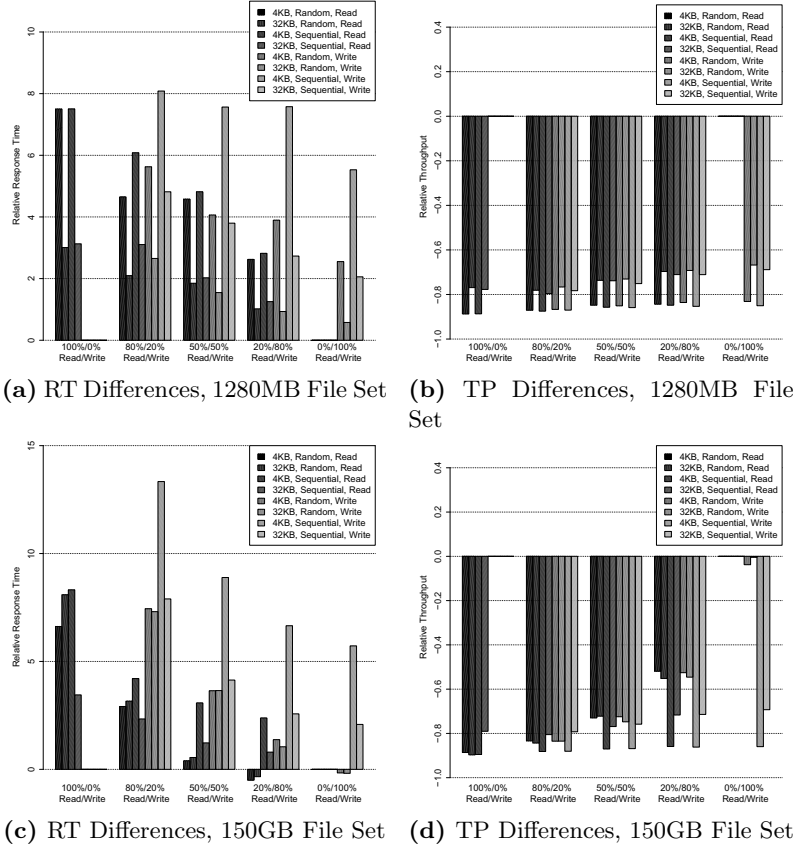 10
8
6
4
2
0
Relative Response Time
4KB, Random, Read
32KB, Random, Read
4KB, Sequential, Read
32KB, Sequential, Read
4KB, Random, Write
32KB, Random, Write
4KB, Sequential, Write
32KB, Sequential, Write
100%/0% 80%/20% 50%/50% 20%/80% 0%/100%
Read/Write Read/Write Read/Write Read/Write Read/Write
(a) RT Differences, 1280MB File Set
0.4
0.2
0.0
−0.2
−0.4
−0.6
−0.8
−1.0
Relative Throughput
4KB, Random, Read
32KB, Random, Read
4KB, Sequential, Read
32KB, Sequential, Read
4KB, Random, Write
32KB, Random, Write
4KB, Sequential, Write
32KB, Sequential, Write
100%/0% 80%/20% 50%/50% 20%/80% 0%/100%
Read/Write Read/Write Read/Write Read/Write Read/Write
(b) TP Differences, 1280MB File
Set
15
10
5
0
Relative Response Time
4KB, Random, Read
32KB, Random, Read
4KB, Sequential, Read
32KB, Sequential, Read
4KB, Random, Write
32KB, Random, Write
4KB, Sequential, Write
32KB, Sequential, Write
100%/0% 80%/20% 50%/50% 20%/80% 0%/100%
Read/Write Read/Write Read/Write Read/Write Read/Write
(c) RT Differences, 150GB File Set
0.4
0.2
0.0
−0.2
−0.4
−0.6
−0.8
−1.0
Relative Throughput
4KB, Random, Read
32KB, Random, Read
4KB, Sequential, Read
32KB, Sequential, Read
4KB, Random, Write
32KB, Random, Write
4KB, Sequential, Write
32KB, Sequential, Write
100%/0% 80%/20% 50%/50% 20%/80% 0%/100%
Read/Write Read/Write Read/Write Read/Write Read/Write
(d) TP Differences, 150GB File Set